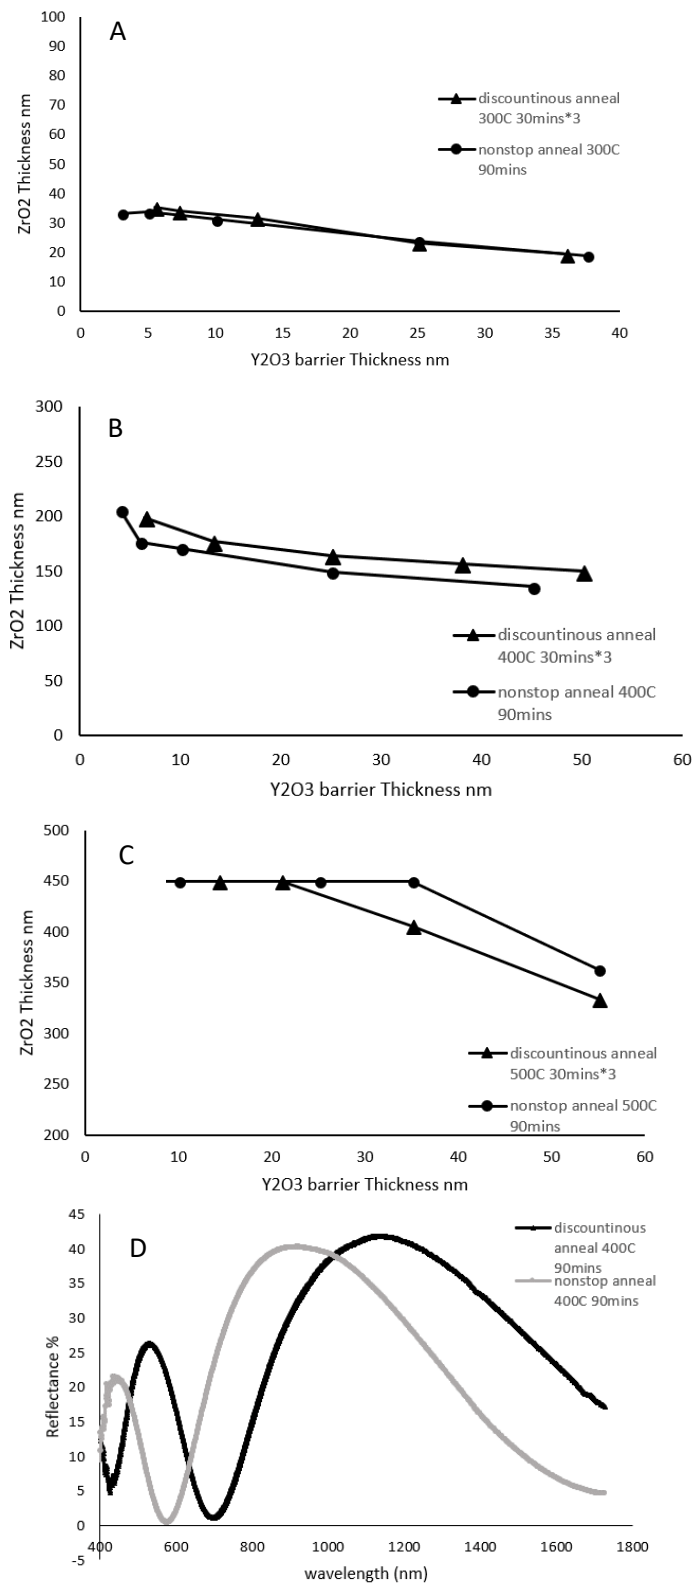 A
100
90
80
70
60
50
40
30
20
10
0
ZrO2 Thickness nm
discountinous anneal
300C 30mins*3
nonstop anneal 300C
90mins
0 5 10 15 20 25 30 35 40
Y2O3 barrier Thickness nm
B
300
250
200
150
100
50
0
ZrO2 Thickness nm
discountinous anneal
400C 30mins*3
nonstop anneal 400C
90mins
0 10 20 30 40 50 60
Y2O3 barrier Thickness nm
C
500
450
400
350
300
250
200
ZrO2 Thickness nm
discountinous anneal
500C 30mins*3
nonstop anneal 500C
90mins
0 10 20 30 40 50 60
Y2O3 barrier Thickness nm
D
45
40
35
30
25
20
15
10
5
0
-5
Reflectance %
discountinous
anneal 400C
90mins
nonstop anneal
400C 90mins
400 600 800 1000 1200 1400 1600 1800
wavelength (nm)